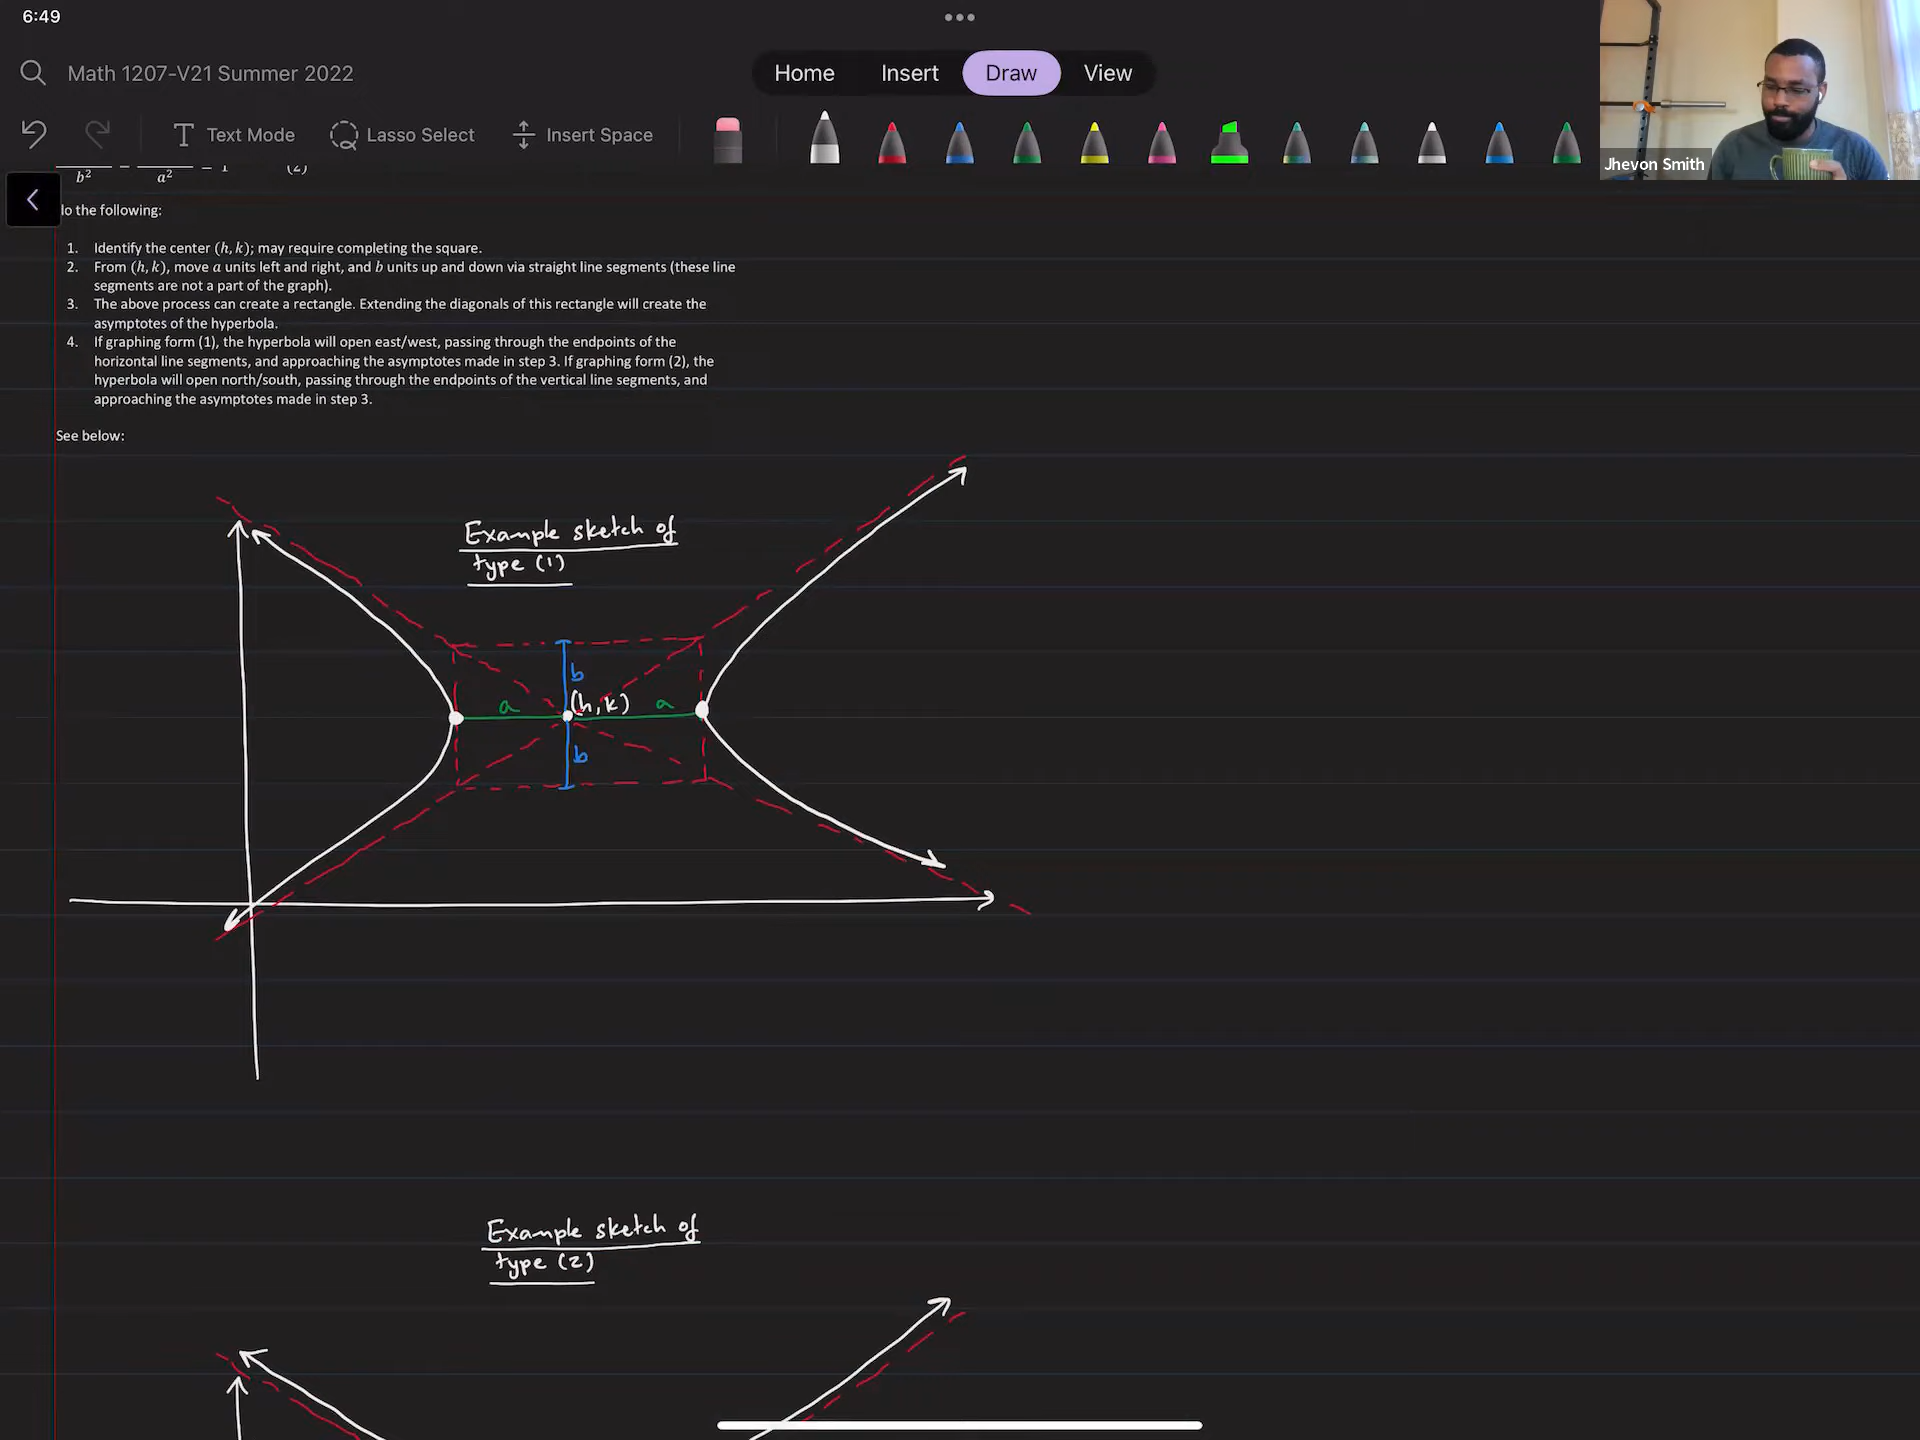 6:49
Math 1207-V21 Summer 2022
Home Insert Draw View
Text Mode Lasso Select Insert Space
Jhevon Smith
b² − a² = 1 (2)
do the following:
1. Identify the center (h, k); may require completing the square.
2. From (h, k), move a units left and right, and b units up and down via straight line segments (these line
segments are not a part of the graph).
3. The above process can create a rectangle. Extending the diagonals of this rectangle will create the
asymptotes of the hyperbola.
4. If graphing form (1), the hyperbola will open east/west, passing through the endpoints of the
horizontal line segments, and approaching the asymptotes made in step 3. If graphing form (2), the
hyperbola will open north/south, passing through the endpoints of the vertical line segments, and
approaching the asymptotes made in step 3.
See below:
Example sketch of
type (1)
b
a (h, k) a
b
Example sketch of
type (2)